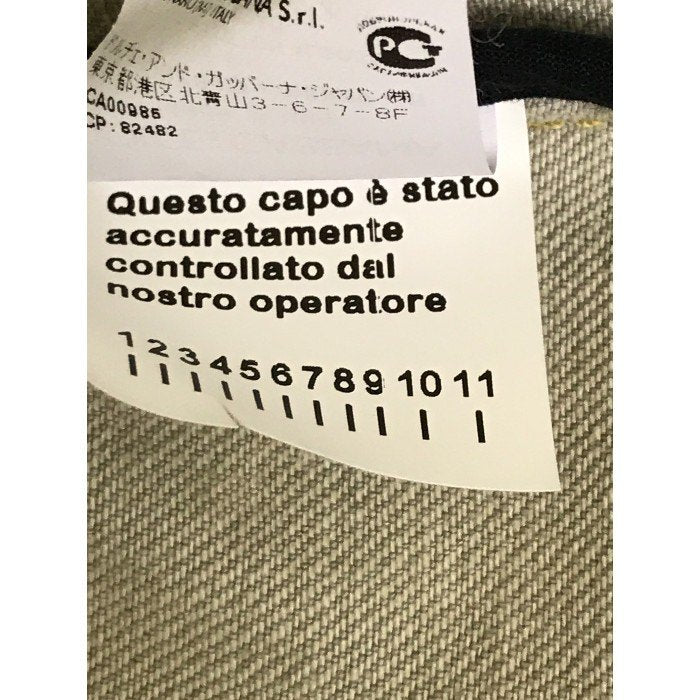 S.r.l.
ITALY
PCT
ドルチェ・アンド・ガッバーナ・ジャパン(株)
東京都港区北青山3-6-7-8F
CA00986
CP: 82482
Questo capo è stato
accuratamente
controllato dal
nostro operatore
1 2 3 4 5 6 7 8 9 10 11